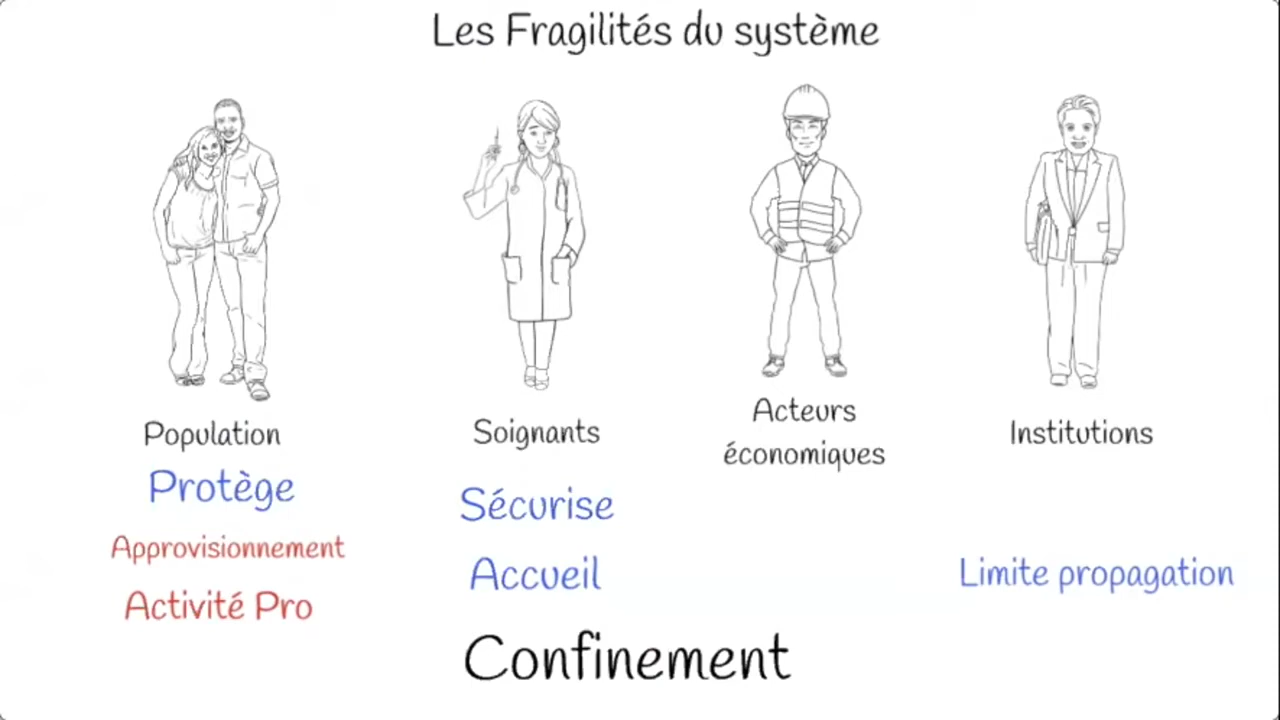 Les Fragilités du système
Population
Protège
Approvisionnement
Activité Pro
Soignants
Sécurise
Accueil
Acteurs
économiques
Institutions
Limite propagation
Confinement